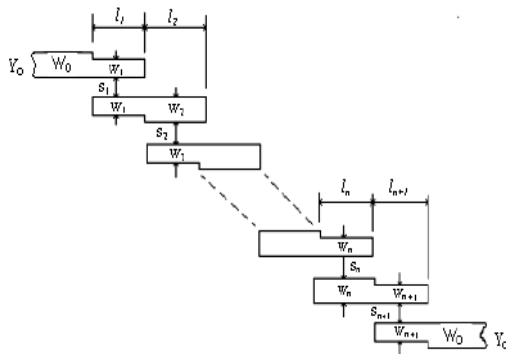 l₁ l₂
Y₀ W₀ W₁
S₁
W₁ W₂
S₂
W₂
lₙ lₙ₊₁
Wₙ
Sₙ
Wₙ Wₙ₊₁
Sₙ₊₁
Wₙ₊₁ W₀ Y₀